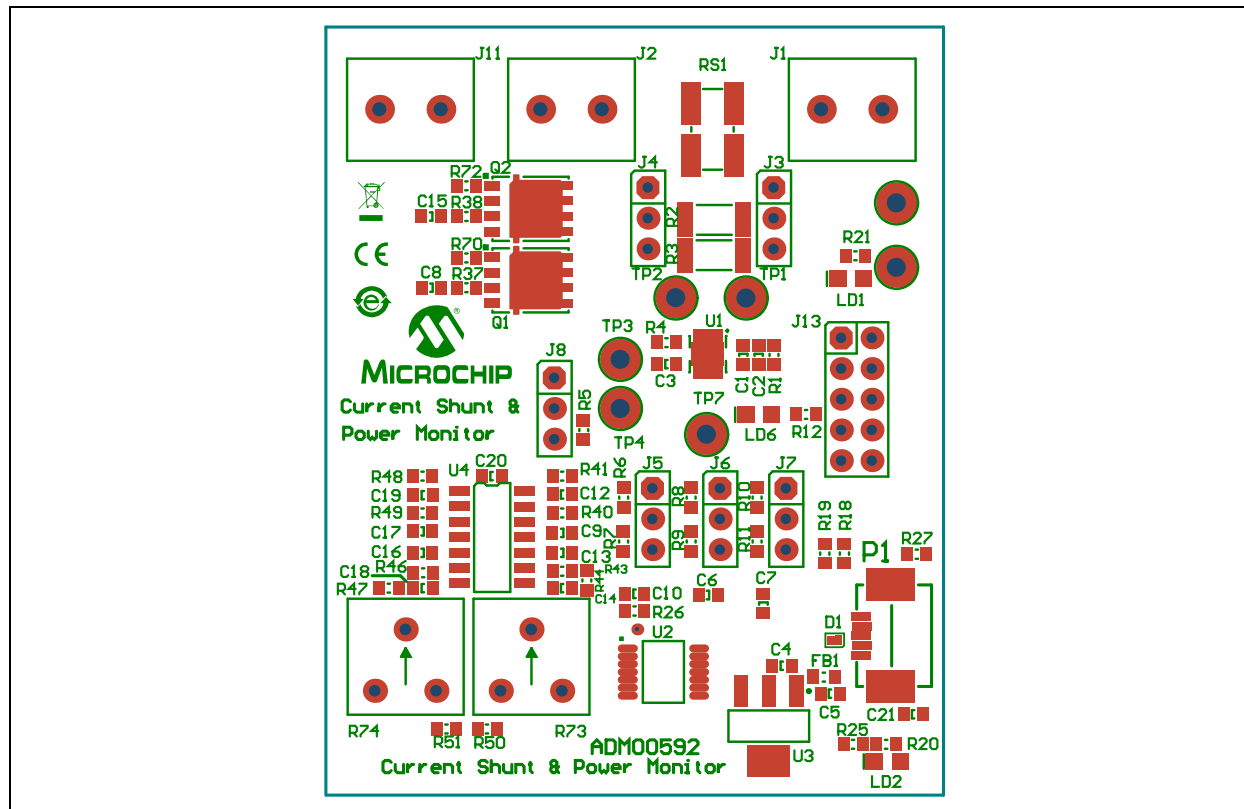 J11
J2
RS1
J1
J4
J3
R72
Q2
C15
R38
R2
R21
R70
R3
TP2
TP1
C8
R37
LD1
Q1
®
TP3
R4
U1
J13
J8
C3
C1
C2
R1
MICROCHIP
Current Shunt &
Power Monitor
R5
TP7
TP4
LD6
R12
U4
C20
R41
R6
J5
J6
J7
R48
C19
C12
R8
R10
R49
R40
C17
C9
R7
R9
R11
R19
R18
C16
C13
P1
R27
R46
C18
R43
R47
R44
C14
C10
C6
C7
R26
U2
D1
C4
FB1
C5
C21
R74
R51
R50
R73
R25
R20
ADM00592
U3
Current Shunt & Power Monitor
LD2
CE
e